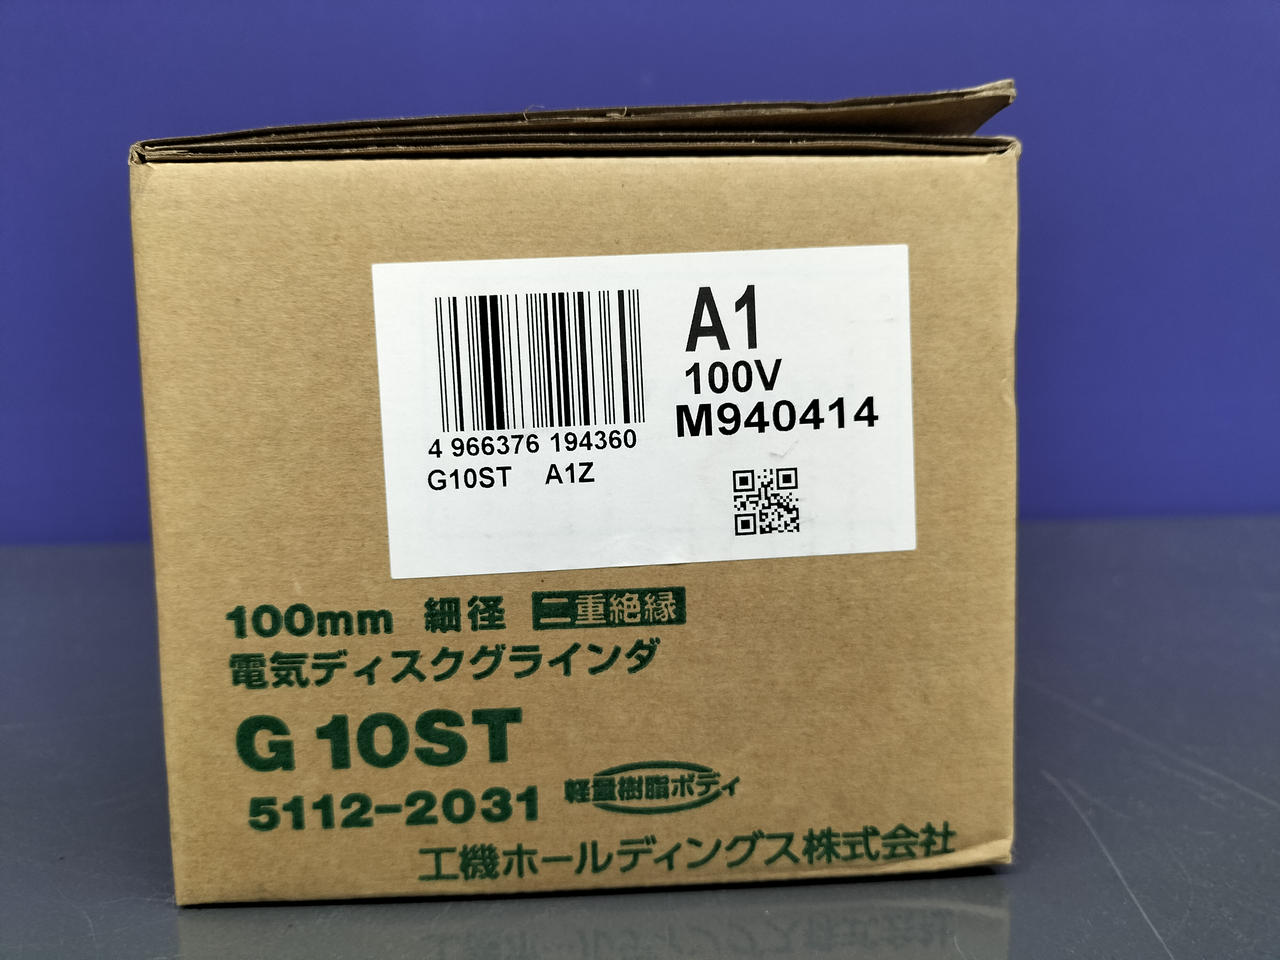 A1
100V
M940414
4 966376 194360
G10ST A1Z
100mm 細径 二重絶縁
電気ディスクグラインダ
G10ST
5112-2031 軽量樹脂ボディ
工機ホールディングス株式会社